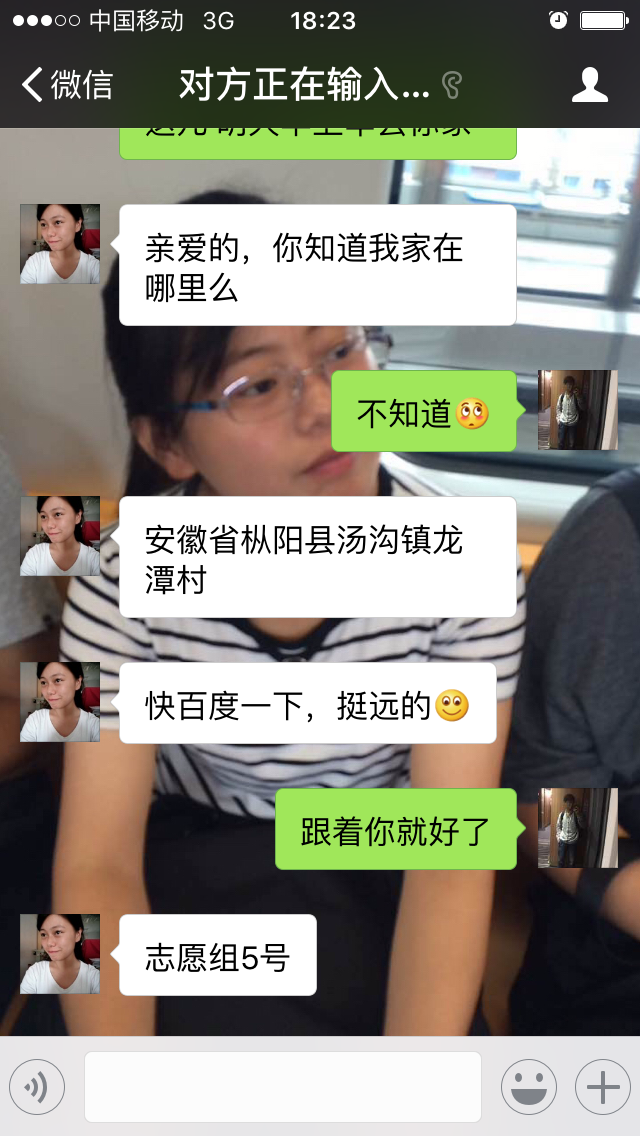 中国移动 3G 18:23
微信 对方正在输入...
亲爱的，你知道我家在
哪里么
不知道
安徽省枞阳县汤沟镇龙
潭村
快百度一下，挺远的
跟着你就好了
志愿组5号